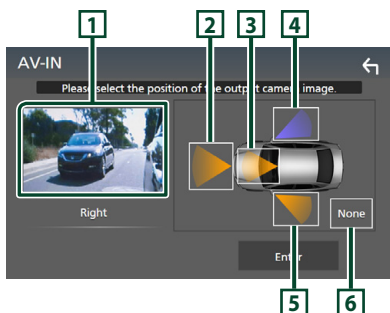 1 2 3 4
AV-IN
Please select the position of the output camera image.
Right
None
Enter
5 6